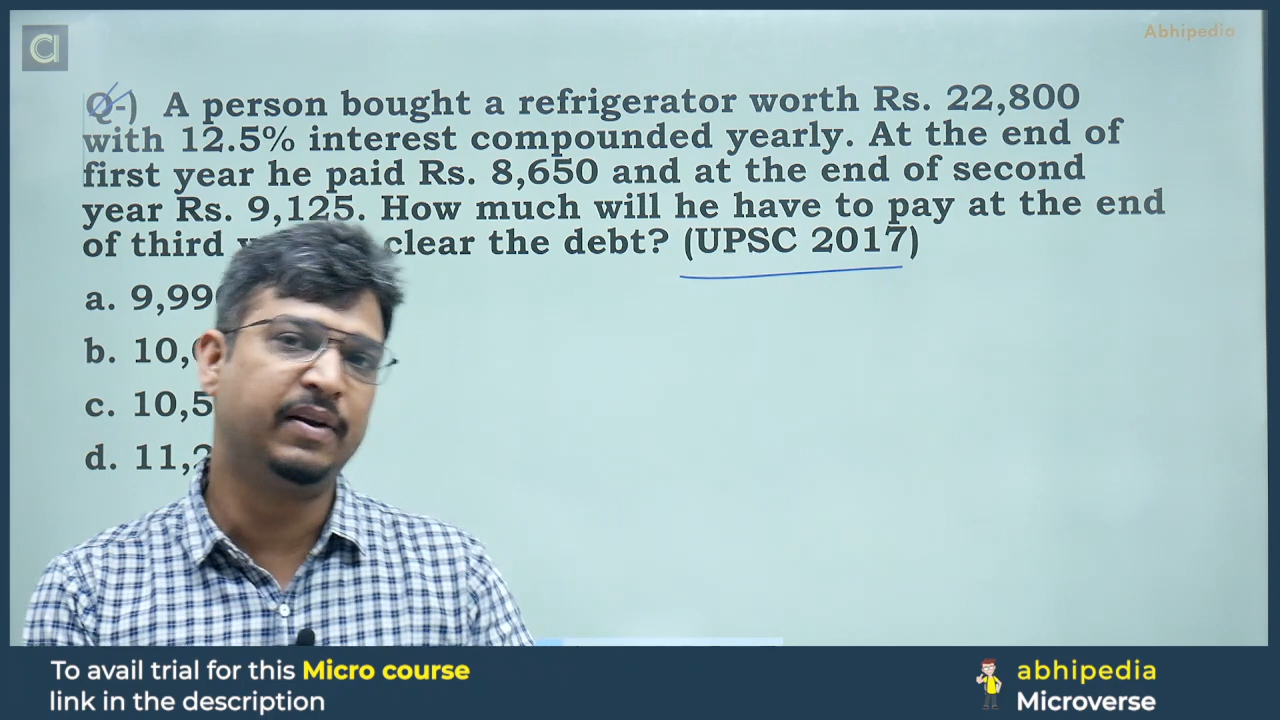 Abhipedia
Q-) A person bought a refrigerator worth Rs. 22,800
with 12.5% interest compounded yearly. At the end of
first year he paid Rs. 8,650 and at the end of second
year Rs. 9,125. How much will he have to pay at the end
of third clear the debt? (UPSC 2017)
a. 9,99
b. 10,
c. 10,5
d. 11,2
To avail trial for this Micro course
link in the description
abhipedia
Microverse